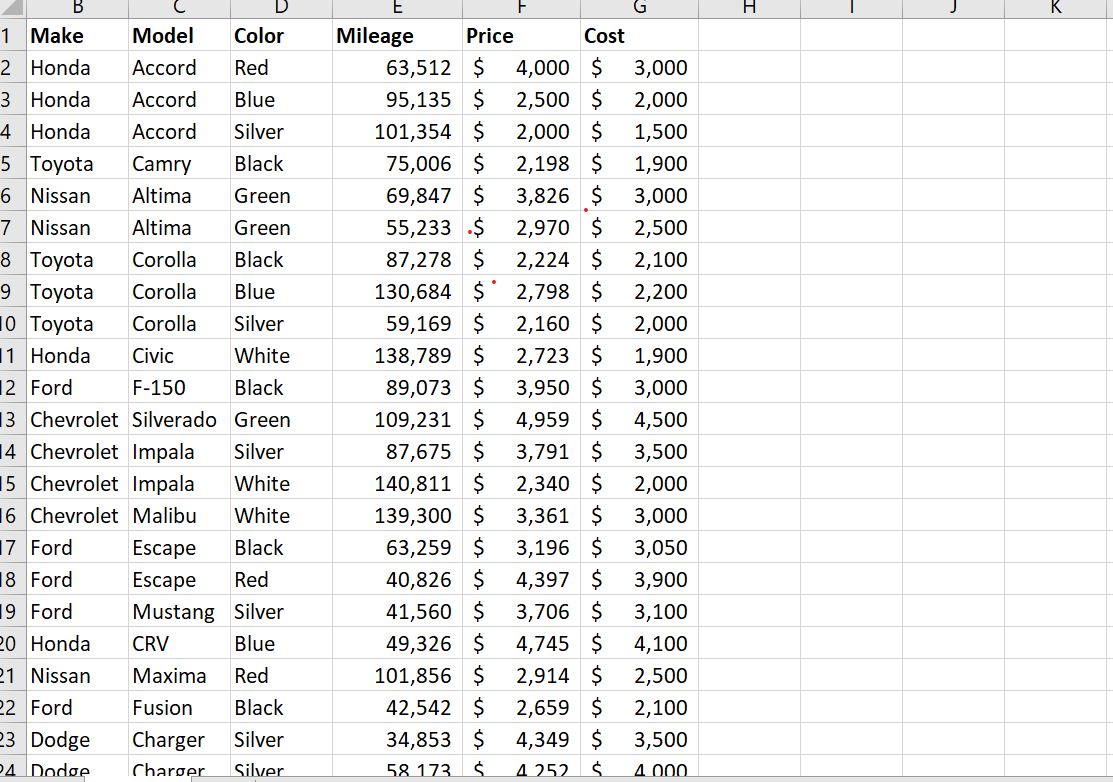 B C D E F G H I J K
1 Make Model Color Mileage Price Cost
2 Honda Accord Red 63,512 $ 4,000 $ 3,000
3 Honda Accord Blue 95,135 $ 2,500 $ 2,000
4 Honda Accord Silver 101,354 $ 2,000 $ 1,500
5 Toyota Camry Black 75,006 $ 2,198 $ 1,900
6 Nissan Altima Green 69,847 $ 3,826 $ 3,000
7 Nissan Altima Green 55,233 $ 2,970 $ 2,500
8 Toyota Corolla Black 87,278 $ 2,224 $ 2,100
9 Toyota Corolla Blue 130,684 $ 2,798 $ 2,200
10 Toyota Corolla Silver 59,169 $ 2,160 $ 2,000
11 Honda Civic White 138,789 $ 2,723 $ 1,900
12 Ford F-150 Black 89,073 $ 3,950 $ 3,000
13 Chevrolet Silverado Green 109,231 $ 4,959 $ 4,500
14 Chevrolet Impala Silver 87,675 $ 3,791 $ 3,500
15 Chevrolet Impala White 140,811 $ 2,340 $ 2,000
16 Chevrolet Malibu White 139,300 $ 3,361 $ 3,000
17 Ford Escape Black 63,259 $ 3,196 $ 3,050
18 Ford Escape Red 40,826 $ 4,397 $ 3,900
19 Ford Mustang Silver 41,560 $ 3,706 $ 3,100
20 Honda CRV Blue 49,326 $ 4,745 $ 4,100
21 Nissan Maxima Red 101,856 $ 2,914 $ 2,500
22 Ford Fusion Black 42,542 $ 2,659 $ 2,100
23 Dodge Charger Silver 34,853 $ 4,349 $ 3,500
24 Dodge Charger Silver 58,173 $ 4,252 $ 4,000